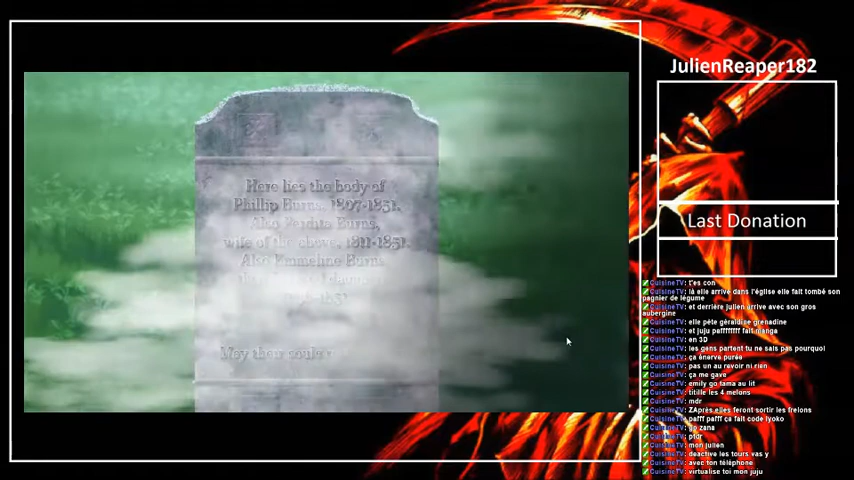 JulienReaper182
Here lies the body of
Phillip Burns, 1807-1851.
Also
Burns,
wife of the above, 1811-1851.
Also Emmeline Burns
May their soules
Last Donation
CuisineTV: t'es con
CuisineTV: là elle arrive dans l'église elle fait tombé son
pagnier de légume
CuisineTV: et derrière julien arrive avec son gros
aubergine
CuisineTV: elle pète géraldine grenadine
CuisineTV: et juju paffffffff fait manga
CuisineTV: en 3D
CuisineTV: les gens partent tu ne sais pas pourquoi
CuisineTV: ça énerve purée
CuisineTV: pas un au revoir ni rien
CuisineTV: ça me gave
CuisineTV: emily go fama au lit
CuisineTV: titille les 4 melons
CuisineTV: mdr
CuisineTV: ZAprès elles feront sortir les frelons
CuisineTV: pafff pafff ça fait code lyoko
CuisineTV: go zana
CuisineTV: ptdr
CuisineTV: mon julien
CuisineTV: deactive les tours vas y
CuisineTV: avec ton téléphone
CuisineTV: virtualise toi mon juju